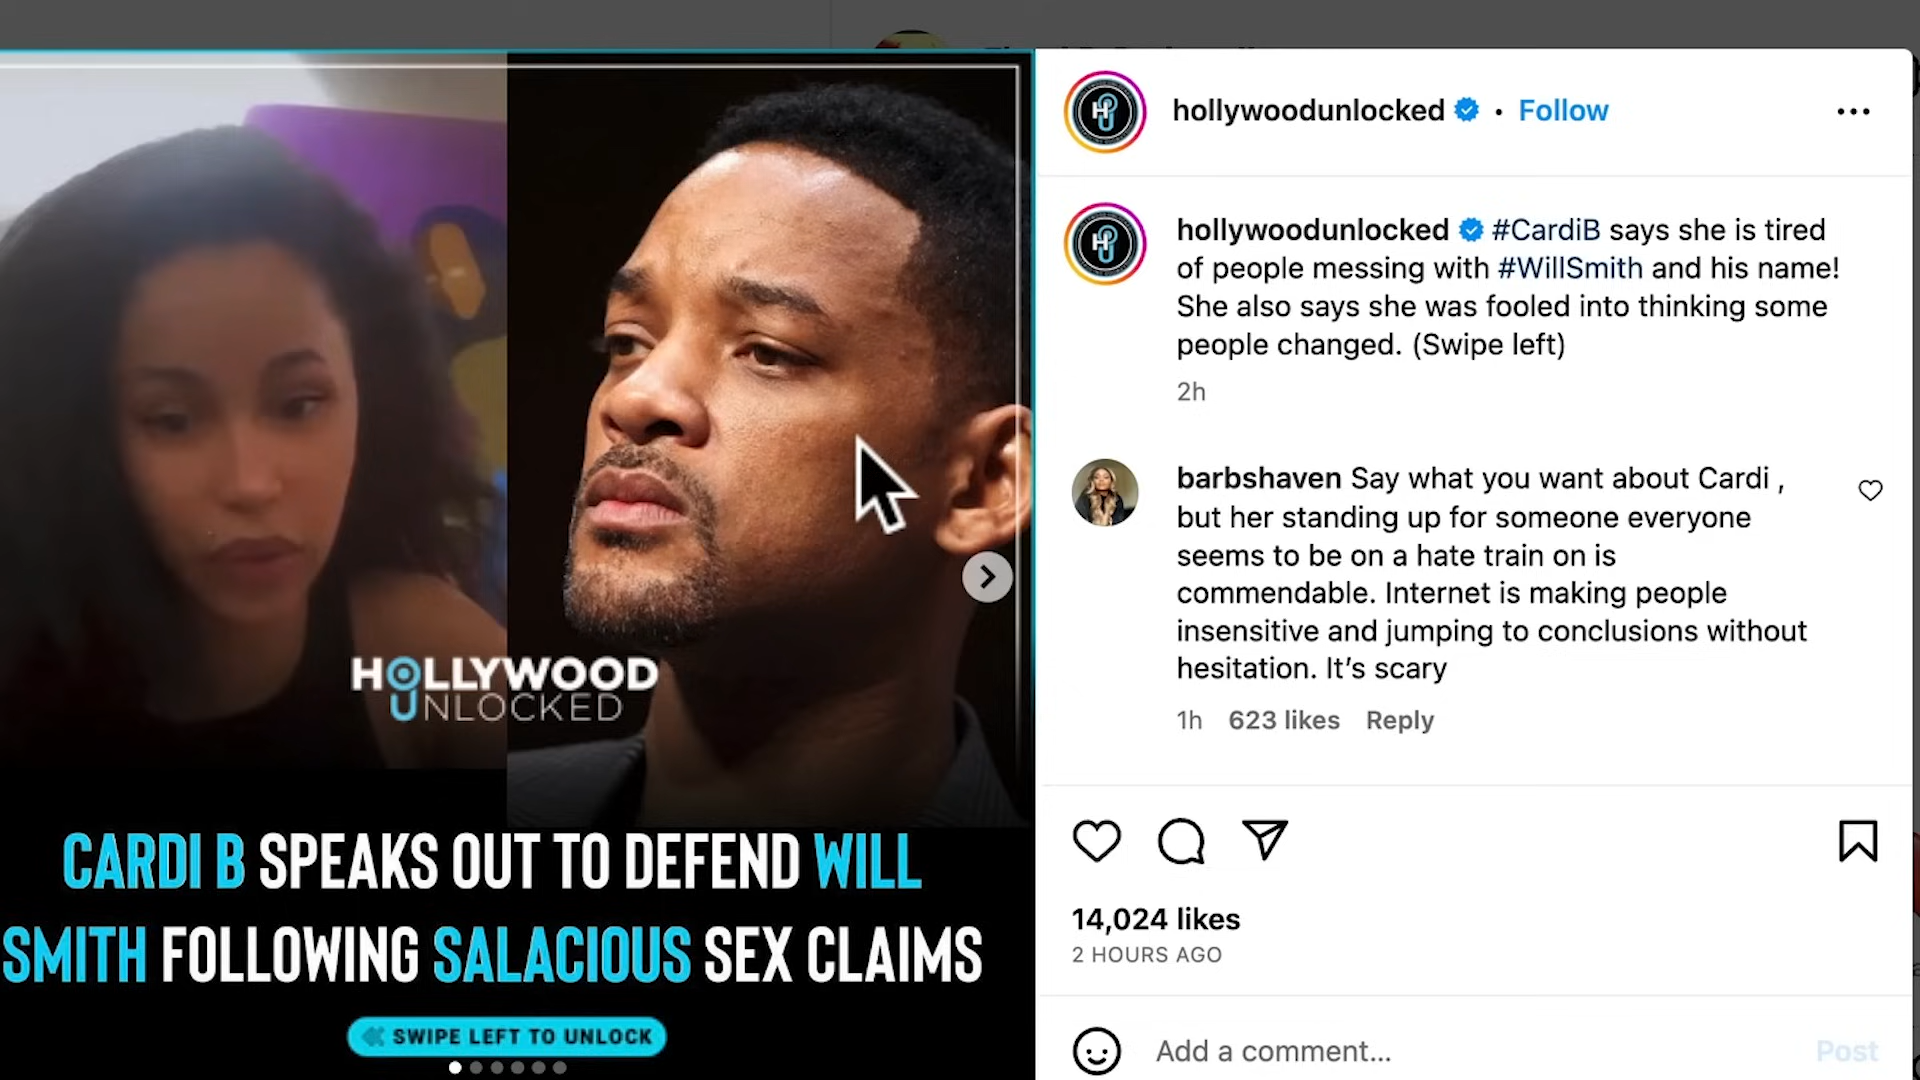 HOLLYWOOD
UNLOCKED
CARDI B SPEAKS OUT TO DEFEND WILL
SMITH FOLLOWING SALACIOUS SEX CLAIMS
SWIPE LEFT TO UNLOCK
hollywoodunlocked • Follow
hollywoodunlocked #CardiB says she is tired
of people messing with #WillSmith and his name!
She also says she was fooled into thinking some
people changed. (Swipe left)
2h
barbshaven Say what you want about Cardi ,
but her standing up for someone everyone
seems to be on a hate train on is
commendable. Internet is making people
insensitive and jumping to conclusions without
hesitation. It’s scary
1h 623 likes Reply
14,024 likes
2 HOURS AGO
Add a comment...
Post